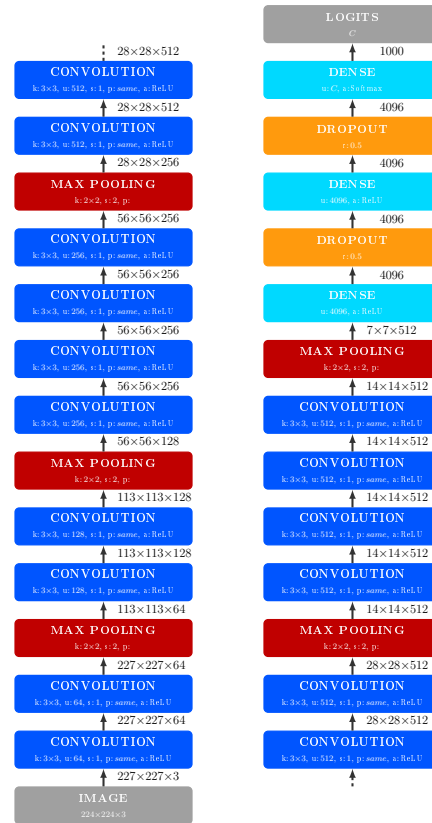 28×28×512
CONVOLUTION
k:3×3, u:512, s:1, p:same, a:ReLU
28×28×512
CONVOLUTION
k:3×3, u:512, s:1, p:same, a:ReLU
28×28×256
MAX POOLING
k:2×2, s:2, p:
56×56×256
CONVOLUTION
k:3×3, u:256, s:1, p:same, a:ReLU
56×56×256
CONVOLUTION
k:3×3, u:256, s:1, p:same, a:ReLU
56×56×256
CONVOLUTION
k:3×3, u:256, s:1, p:same, a:ReLU
56×56×256
CONVOLUTION
k:3×3, u:256, s:1, p:same, a:ReLU
56×56×128
MAX POOLING
k:2×2, s:2, p:
113×113×128
CONVOLUTION
k:3×3, u:128, s:1, p:same, a:ReLU
113×113×128
CONVOLUTION
k:3×3, u:128, s:1, p:same, a:ReLU
113×113×64
MAX POOLING
k:2×2, s:2, p:
227×227×64
CONVOLUTION
k:3×3, u:64, s:1, p:same, a:ReLU
227×227×64
CONVOLUTION
k:3×3, u:64, s:1, p:same, a:ReLU
227×227×3
IMAGE
224×224×3
LOGITS
C
1000
DENSE
u:C, a:Softmax
4096
DROPOUT
r:0.5
4096
DENSE
u:4096, a:ReLU
4096
DROPOUT
r:0.5
4096
DENSE
u:4096, a:ReLU
7×7×512
MAX POOLING
k:2×2, s:2, p:
14×14×512
CONVOLUTION
k:3×3, u:512, s:1, p:same, a:ReLU
14×14×512
CONVOLUTION
k:3×3, u:512, s:1, p:same, a:ReLU
14×14×512
CONVOLUTION
k:3×3, u:512, s:1, p:same, a:ReLU
14×14×512
CONVOLUTION
k:3×3, u:512, s:1, p:same, a:ReLU
14×14×512
MAX POOLING
k:2×2, s:2, p:
28×28×512
CONVOLUTION
k:3×3, u:512, s:1, p:same, a:ReLU
28×28×512
CONVOLUTION
k:3×3, u:512, s:1, p:same, a:ReLU